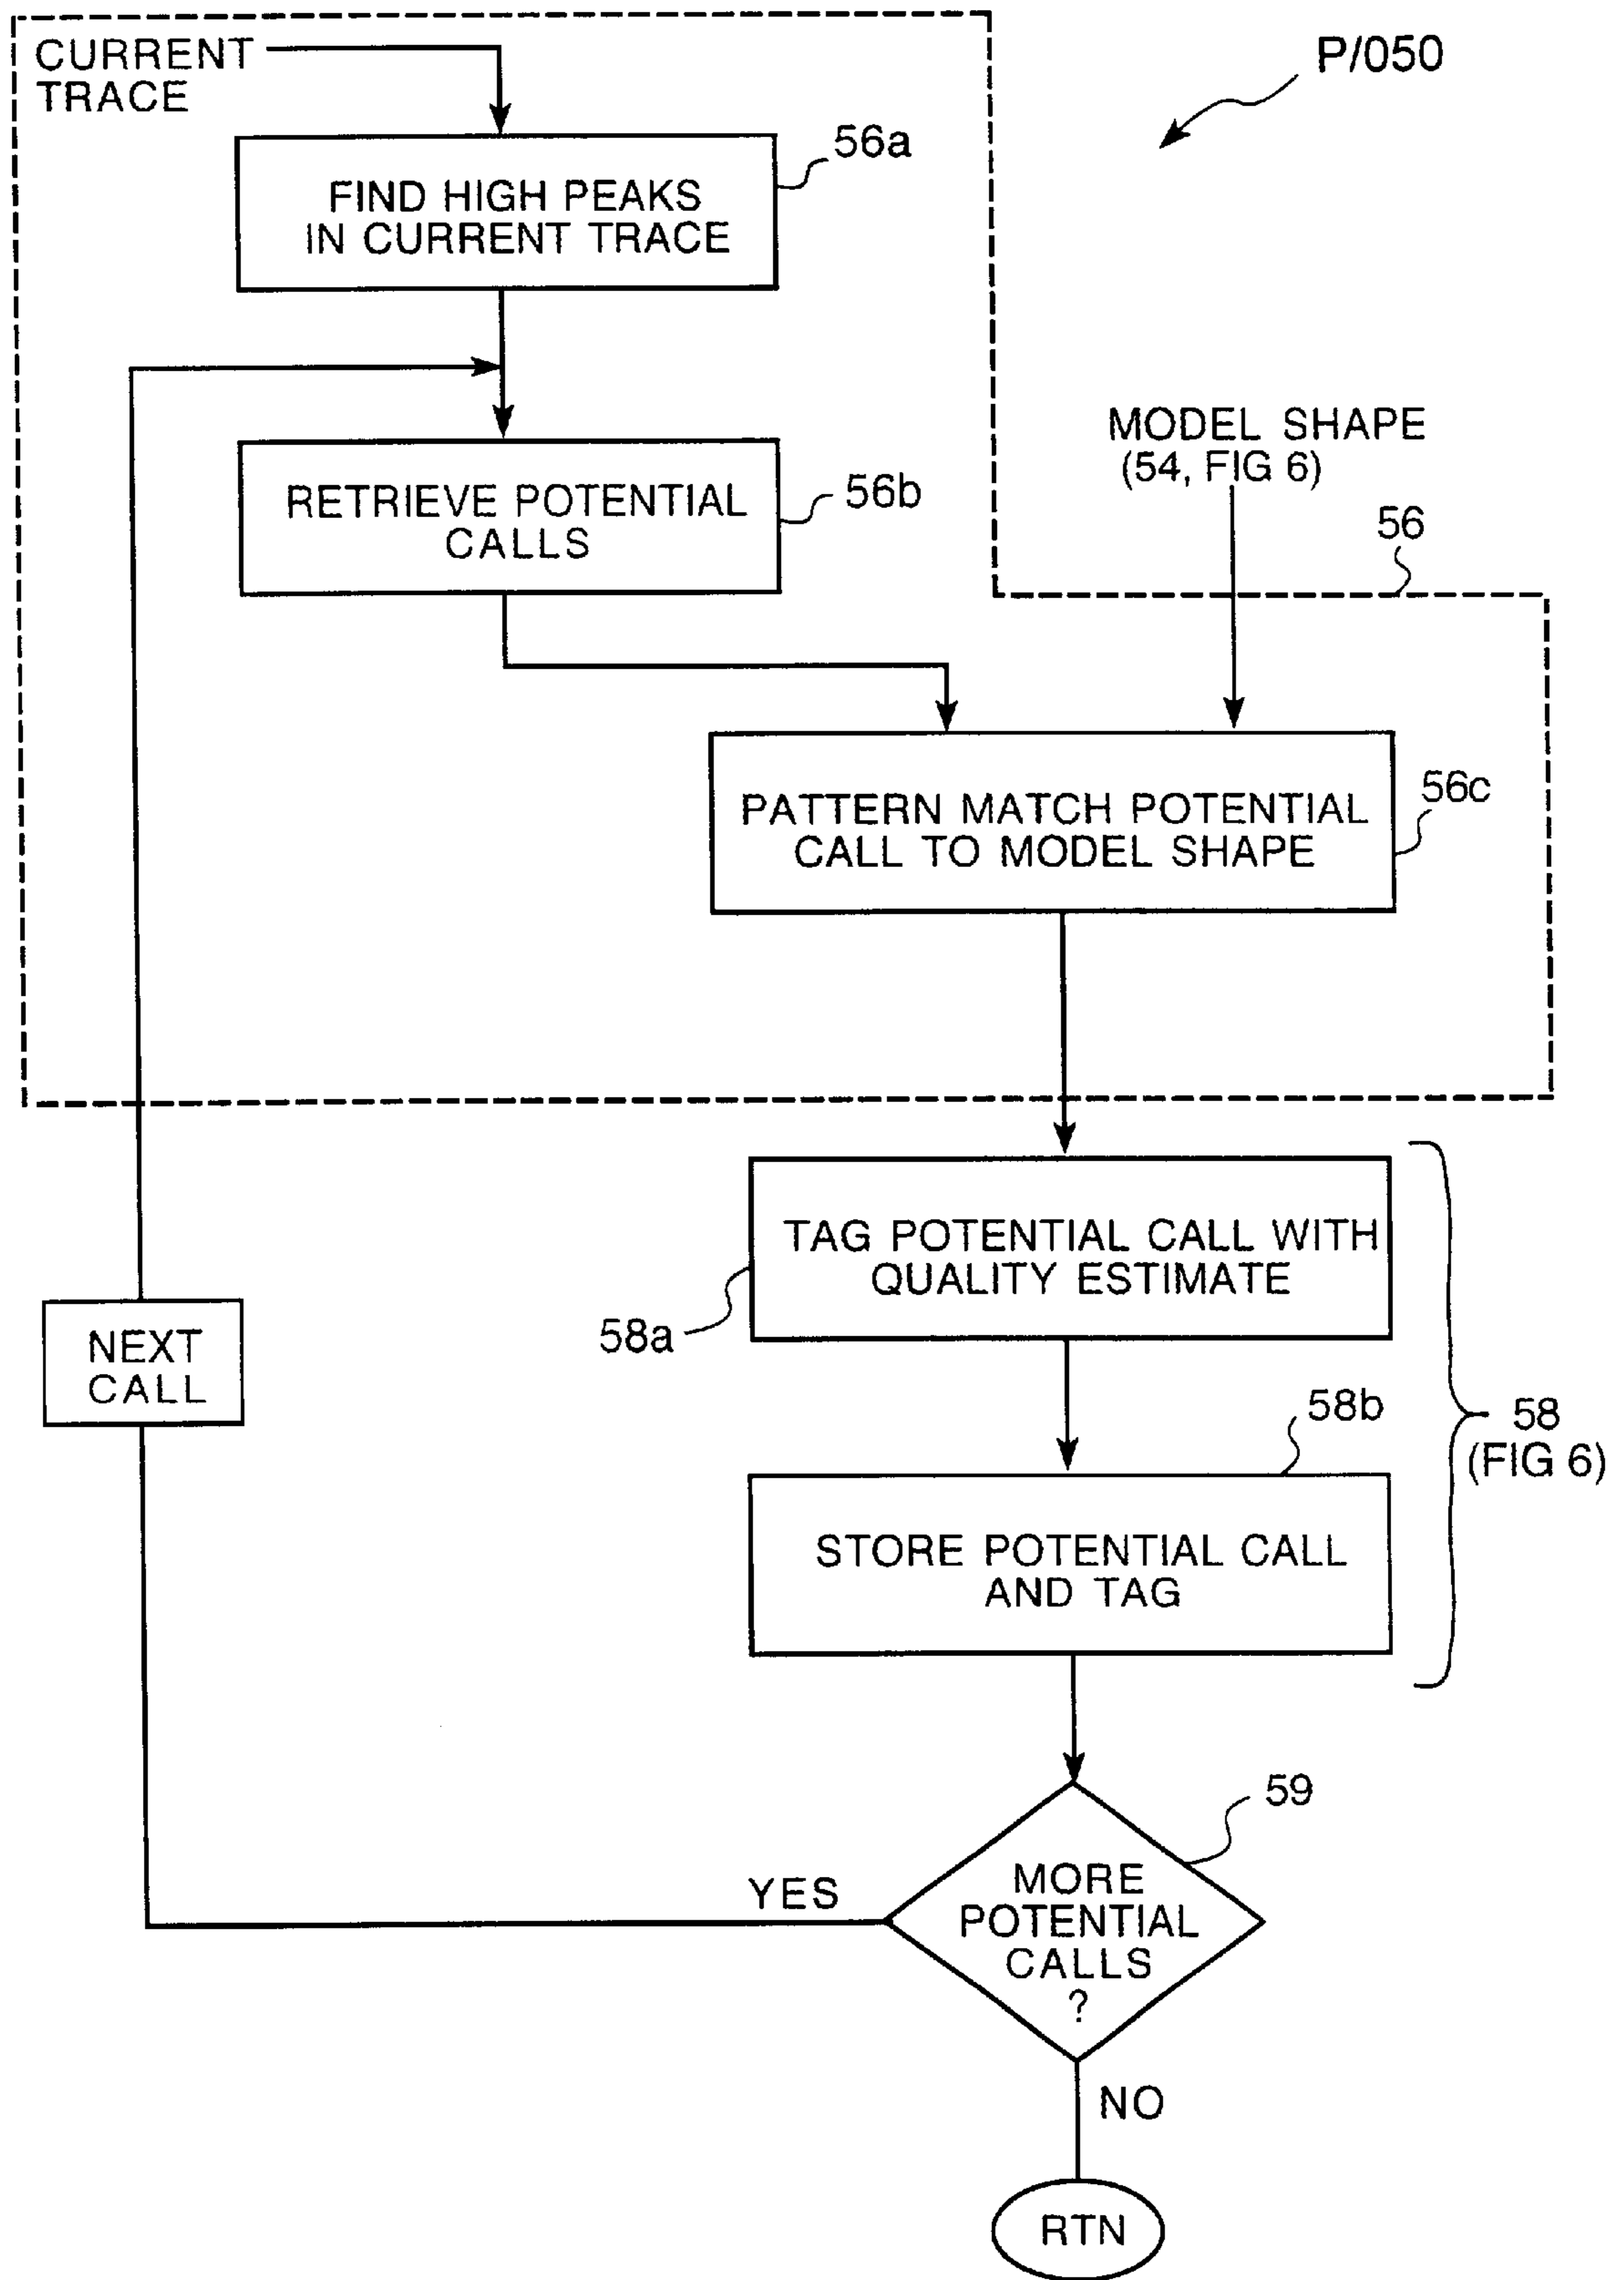 CURRENT
TRACE
P/050
56a
FIND HIGH PEAKS
IN CURRENT TRACE
MODEL SHAPE
(54, FIG 6)
56b
RETRIEVE POTENTIAL
CALLS
56
56c
PATTERN MATCH POTENTIAL
CALL TO MODEL SHAPE
TAG POTENTIAL CALL WITH
QUALITY ESTIMATE
58a
NEXT
CALL
58b
58
(FIG 6)
STORE POTENTIAL CALL
AND TAG
59
YES
MORE
POTENTIAL
CALLS
?
NO
RTN